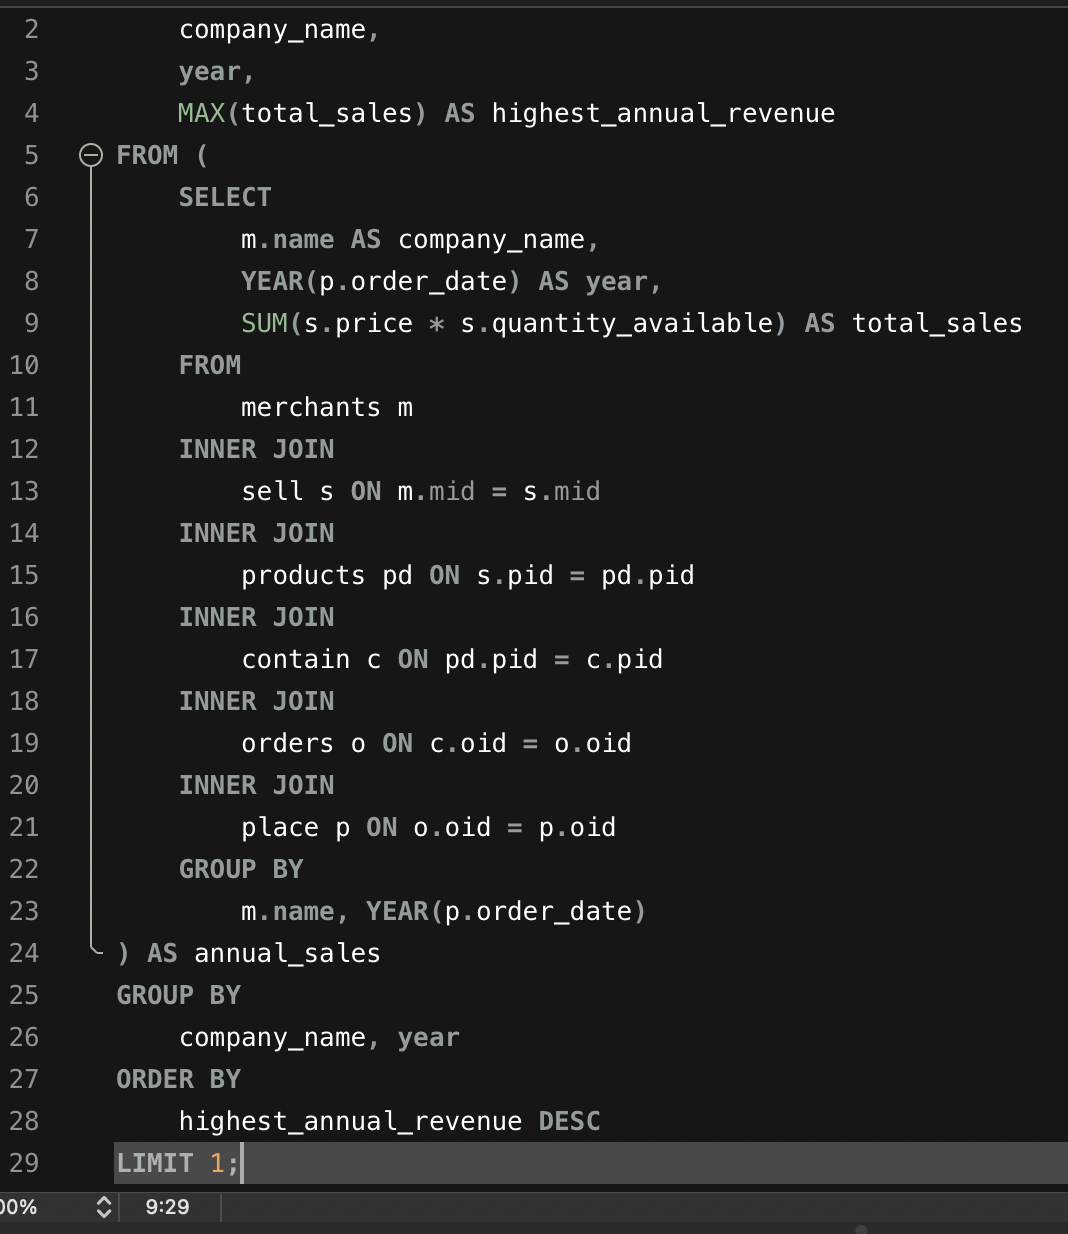 2 company_name,
3 year,
4 MAX(total_sales) AS highest_annual_revenue
5 FROM (
6 SELECT
7 m.name AS company_name,
8 YEAR(p.order_date) AS year,
9 SUM(s.price * s.quantity_available) AS total_sales
10 FROM
11 merchants m
12 INNER JOIN
13 sell s ON m.mid = s.mid
14 INNER JOIN
15 products pd ON s.pid = pd.pid
16 INNER JOIN
17 contain c ON pd.pid = c.pid
18 INNER JOIN
19 orders o ON c.oid = o.oid
20 INNER JOIN
21 place p ON o.oid = p.oid
22 GROUP BY
23 m.name, YEAR(p.order_date)
24 ) AS annual_sales
25 GROUP BY
26 company_name, year
27 ORDER BY
28 highest_annual_revenue DESC
29 LIMIT 1;
00% 9:29